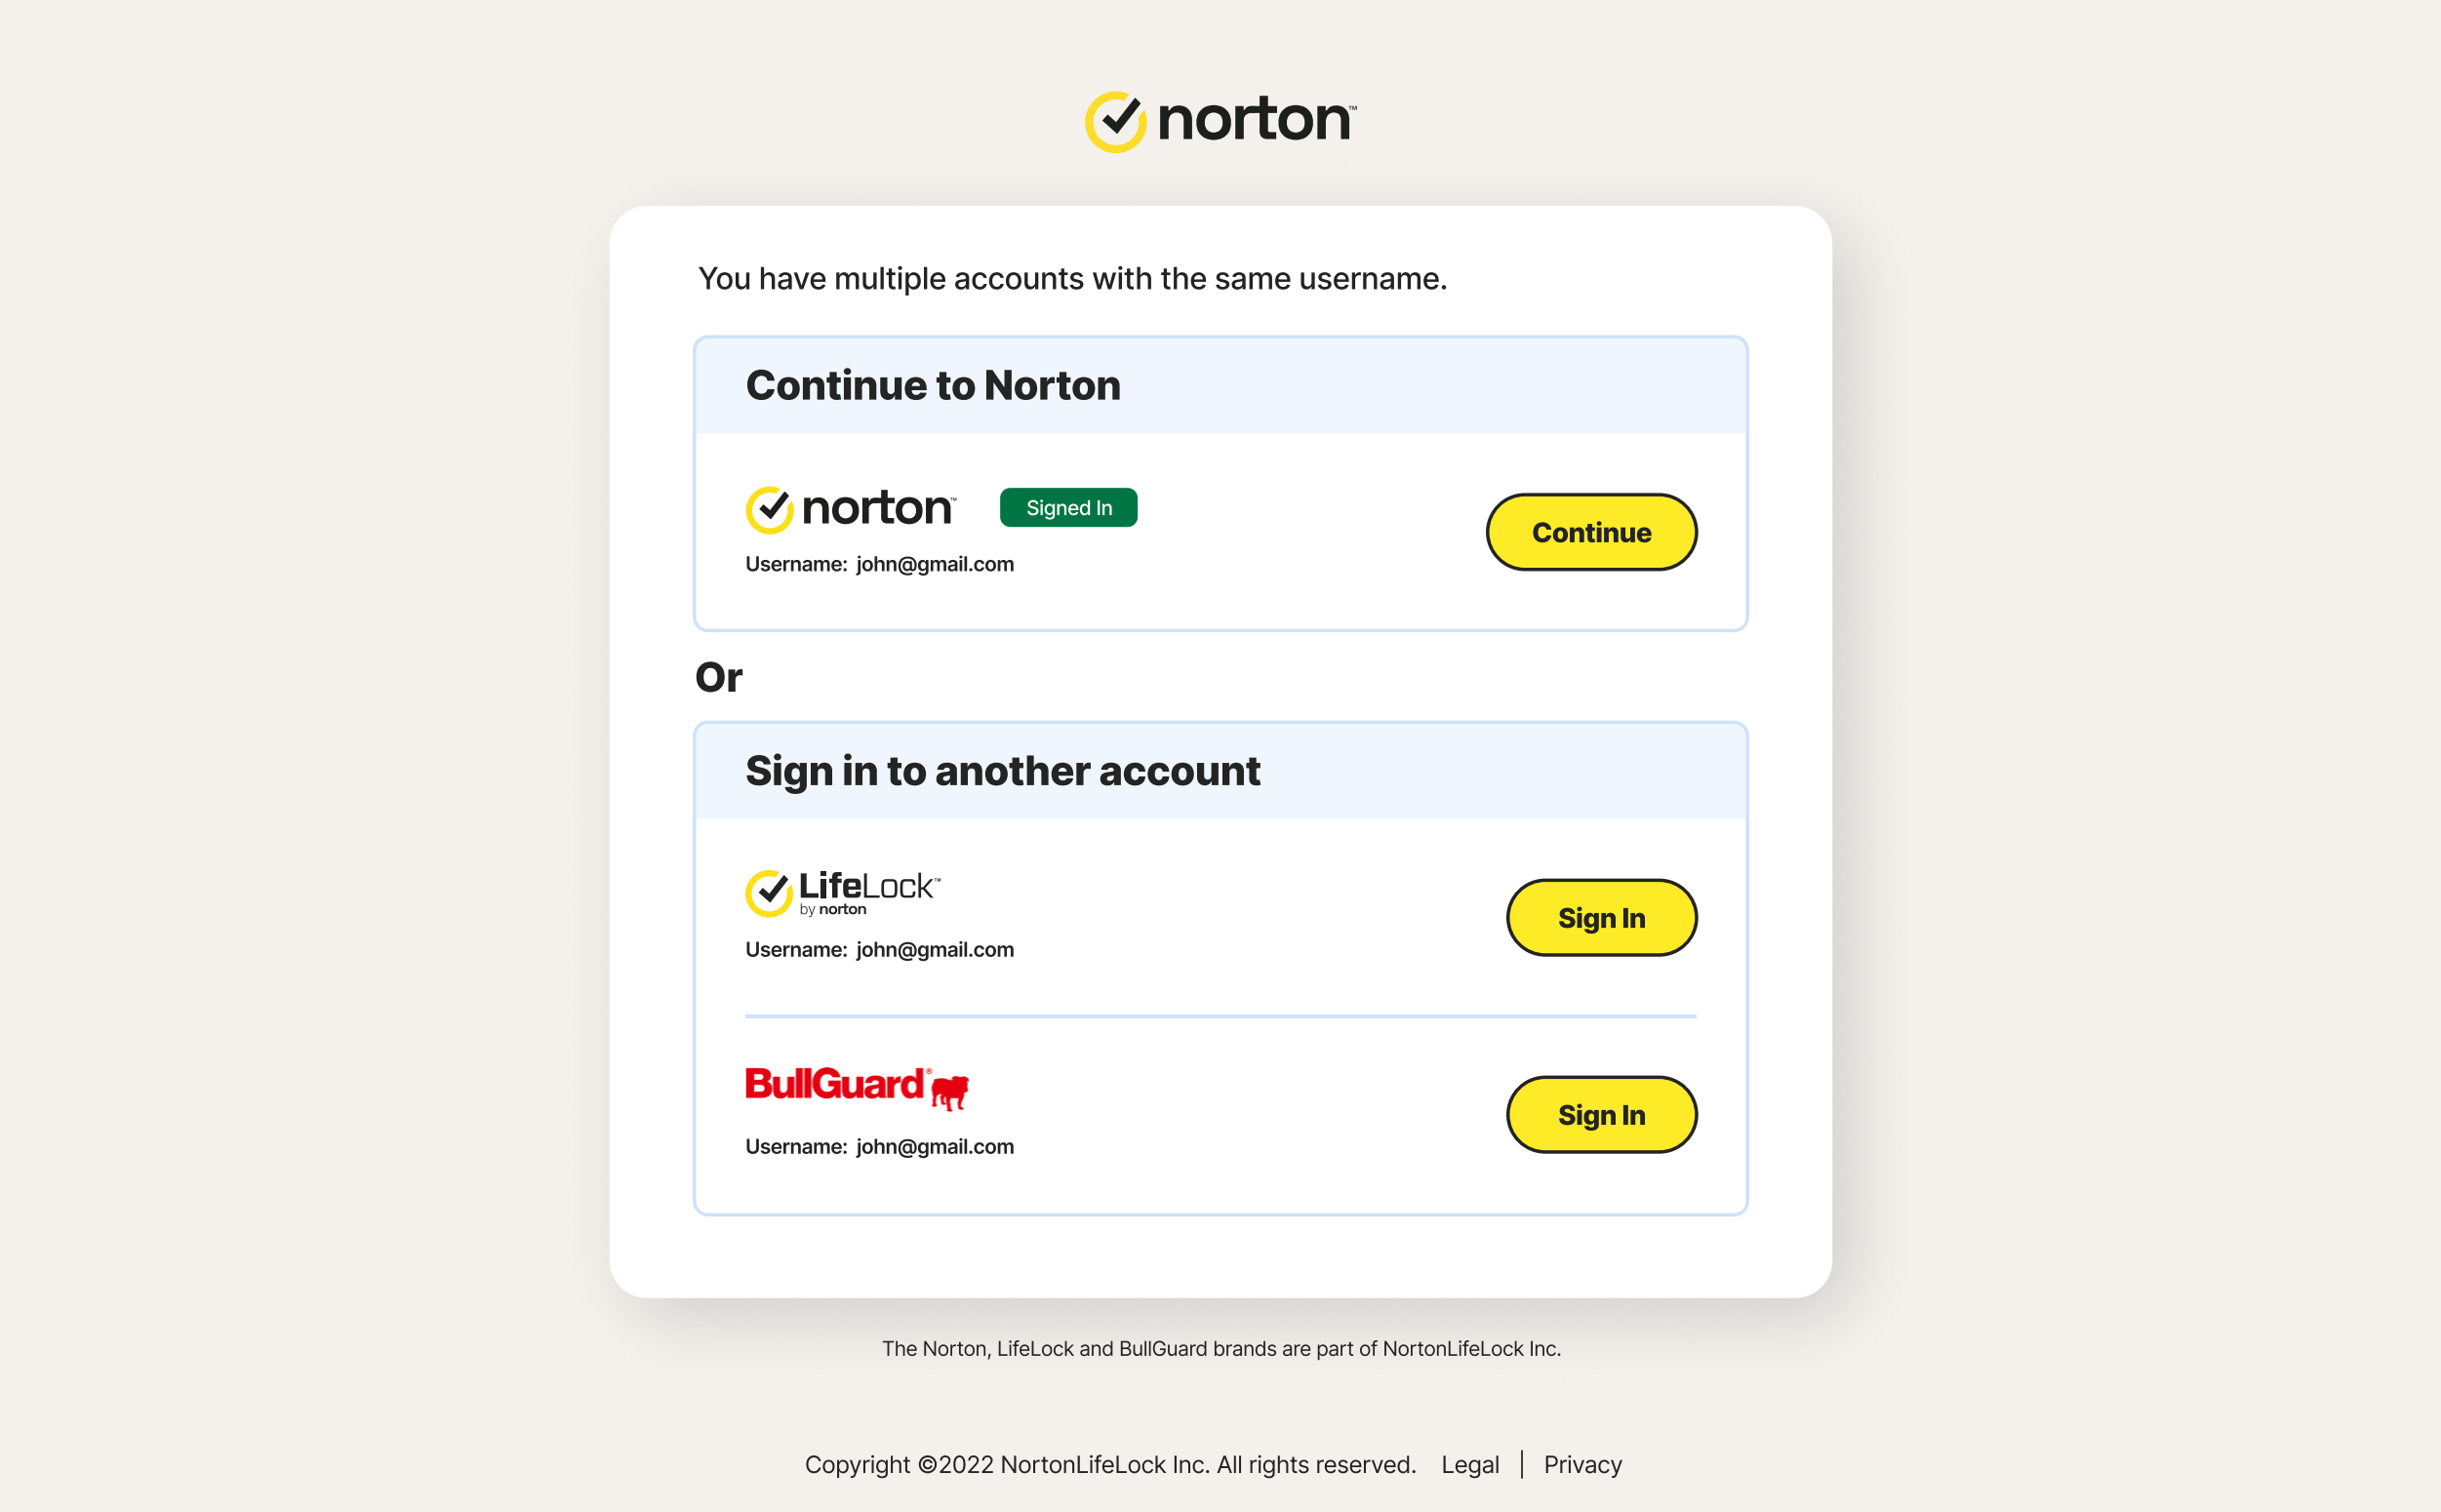 norton™
You have multiple accounts with the same username.
Continue to Norton
norton™ Signed In
Username: john@gmail.com
Continue
Or
Sign in to another account
LifeLock™
by norton
Username: john@gmail.com
Sign In
BullGuard®
Username: john@gmail.com
Sign In
The Norton, LifeLock and BullGuard brands are part of NortonLifeLock Inc.
Copyright ©2022 NortonLifeLock Inc. All rights reserved. Legal | Privacy